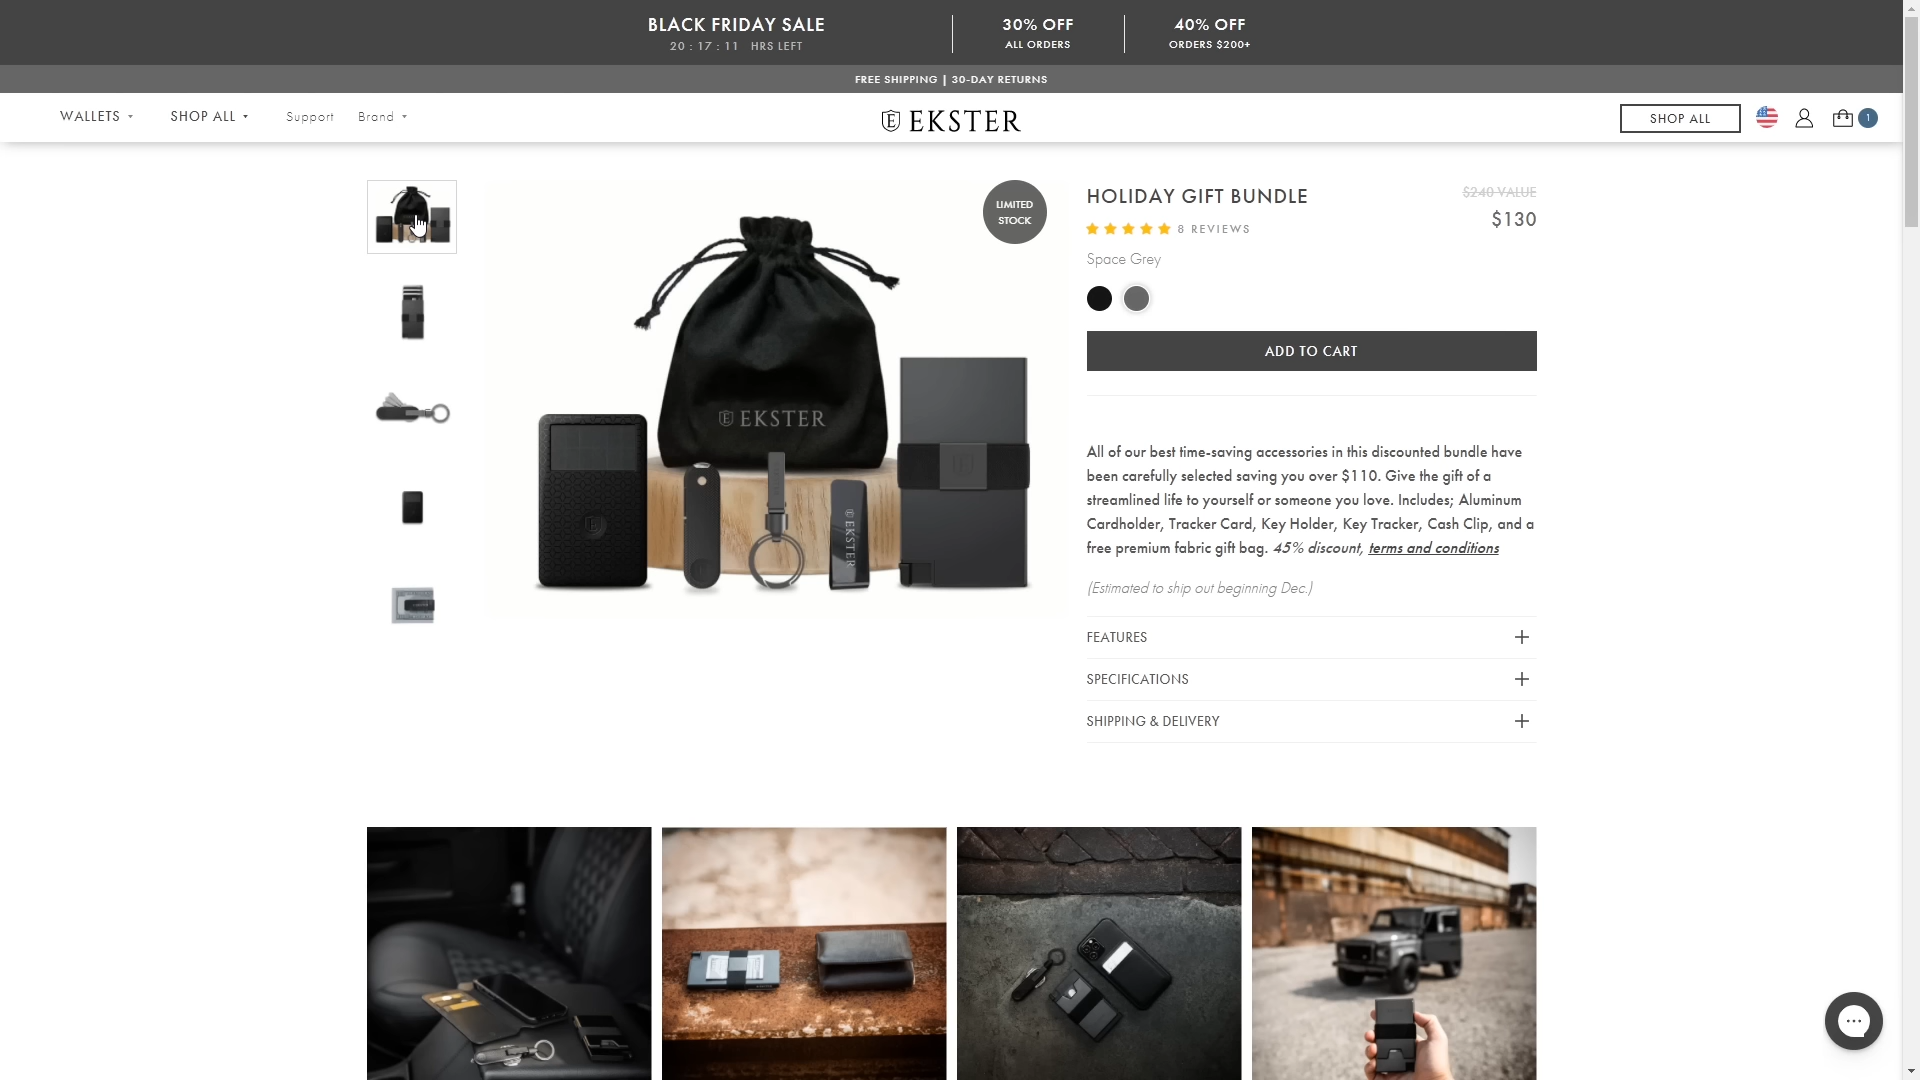 BLACK FRIDAY SALE
20 : 17 : 11 HRS LEFT
30% OFF
ALL ORDERS
40% OFF
ORDERS $200+
FREE SHIPPING | 30-DAY RETURNS
WALLETS
SHOP ALL
Support
Brand
EKSTER
SHOP ALL
1
LIMITED
STOCK
EKSTER
EKSTER
HOLIDAY GIFT BUNDLE
$240 VALUE
$130
8 REVIEWS
Space Grey
ADD TO CART
All of our best time-saving accessories in this discounted bundle have
been carefully selected saving you over $110. Give the gift of a
streamlined life to yourself or someone you love. Includes; Aluminum
Cardholder, Tracker Card, Key Holder, Key Tracker, Cash Clip, and a
free premium fabric gift bag. 45% discount, terms and conditions
(Estimated to ship out beginning Dec.)
FEATURES
SPECIFICATIONS
SHIPPING & DELIVERY